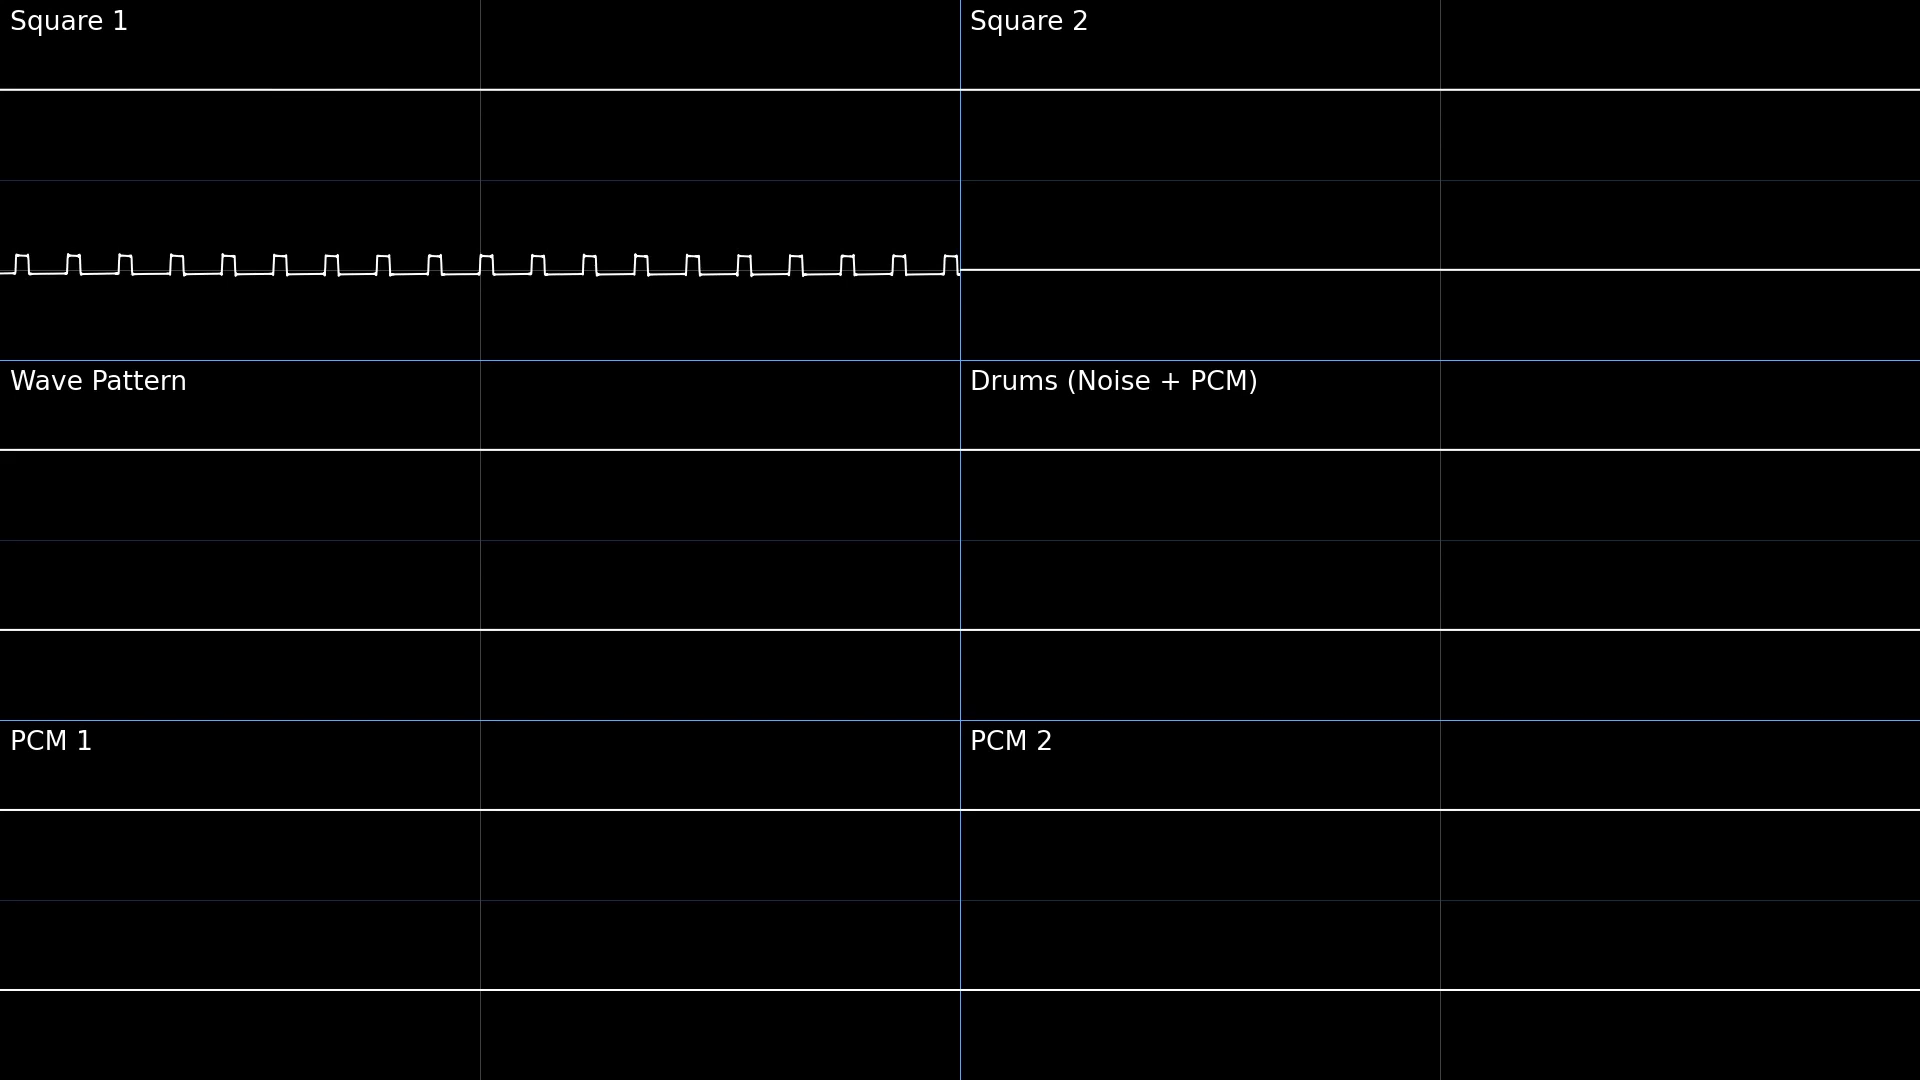 Square 1
Square 2
Wave Pattern
Drums (Noise + PCM)
PCM 1
PCM 2